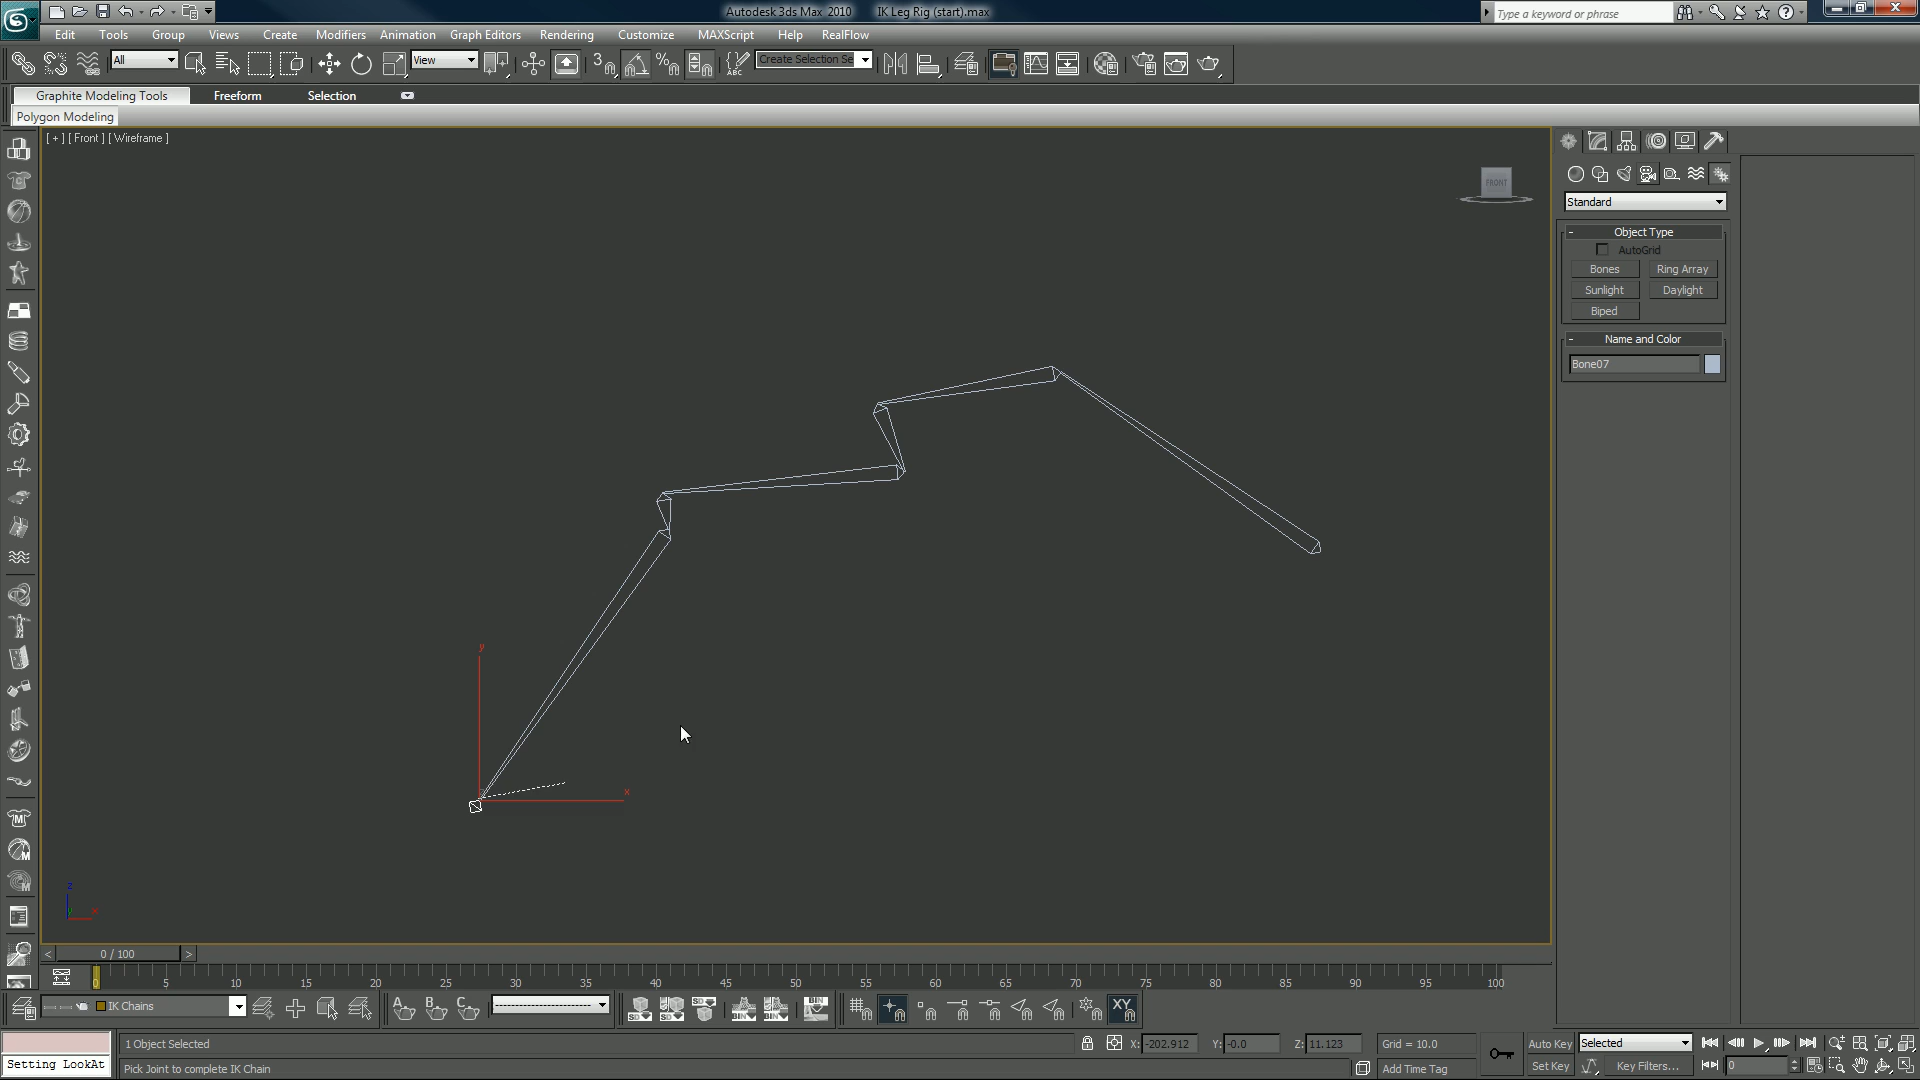 Autodesk 3ds Max 2010 IK Leg Rig (start).max
Type a keyword or phrase
Edit Tools Group Views Create Modifiers Animation Graph Editors Rendering Customize MAXScript Help RealFlow
All
View
3
%
ABC
Create Selection Se
Graphite Modeling Tools Freeform Selection
Polygon Modeling
[ + ] [ Front ] [ Wireframe ]
FRONT
Standard
- Object Type
AutoGrid
Bones Ring Array
Sunlight Daylight
Biped
- Name and Color
Bone07
y
x
z
y
x
< 0 / 100 >
0 5 10 15 20 25 30 35 40 45 50 55 60 65 70 75 80 85 90 95 100
IK Chains
A B C
XY
1 Object Selected
X: -202.912 Y: -0.0 Z: 11.123 Grid = 10.0
Auto Key Selected
Setting LookAt
Pick Joint to complete IK Chain
Add Time Tag
Set Key Key Filters... 0